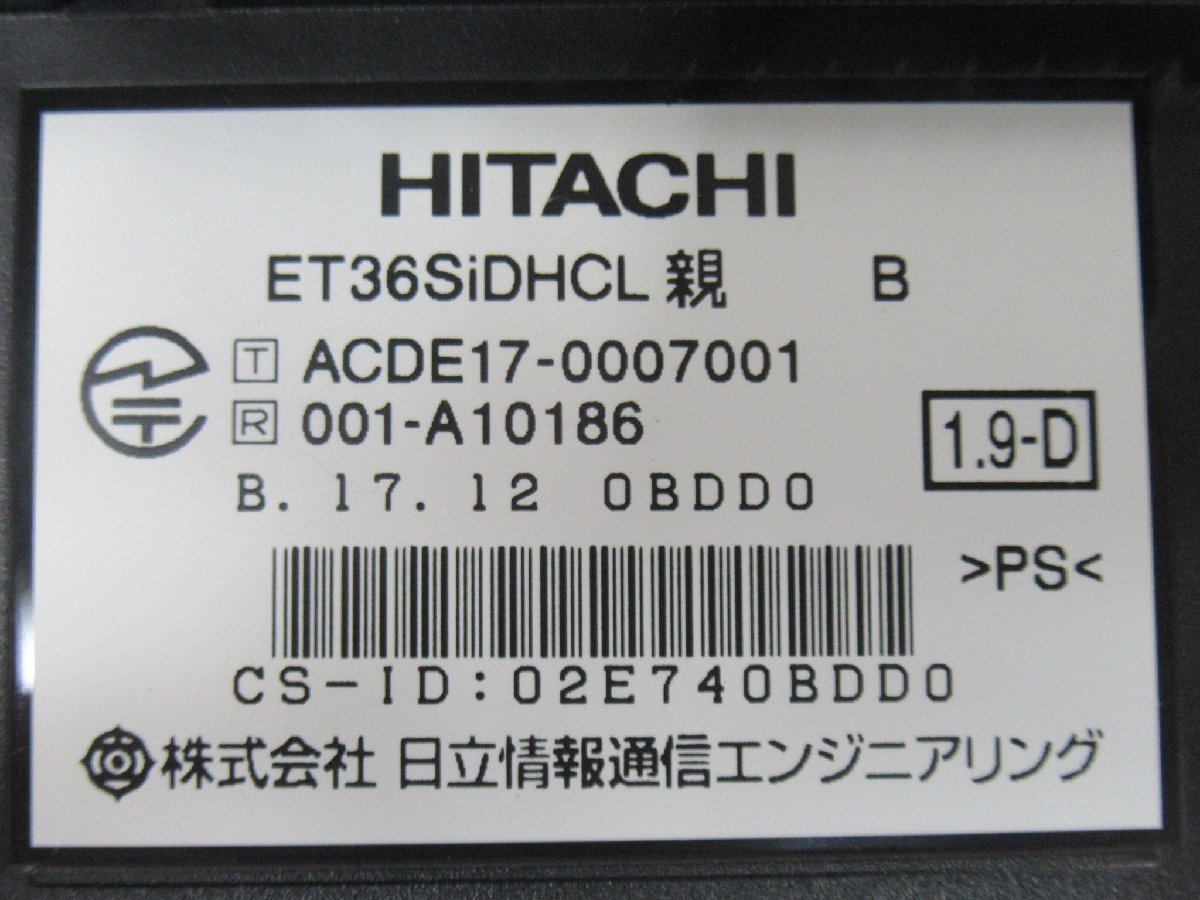 HITACHI
ET36SiDHCL 親 B
T ACDE17-0007001
R 001-A10186
1.9-D
B. 17. 12 0BDD0
>PS<
CS-ID:02E740BDD0
株式会社 日立情報通信エンジニアリング